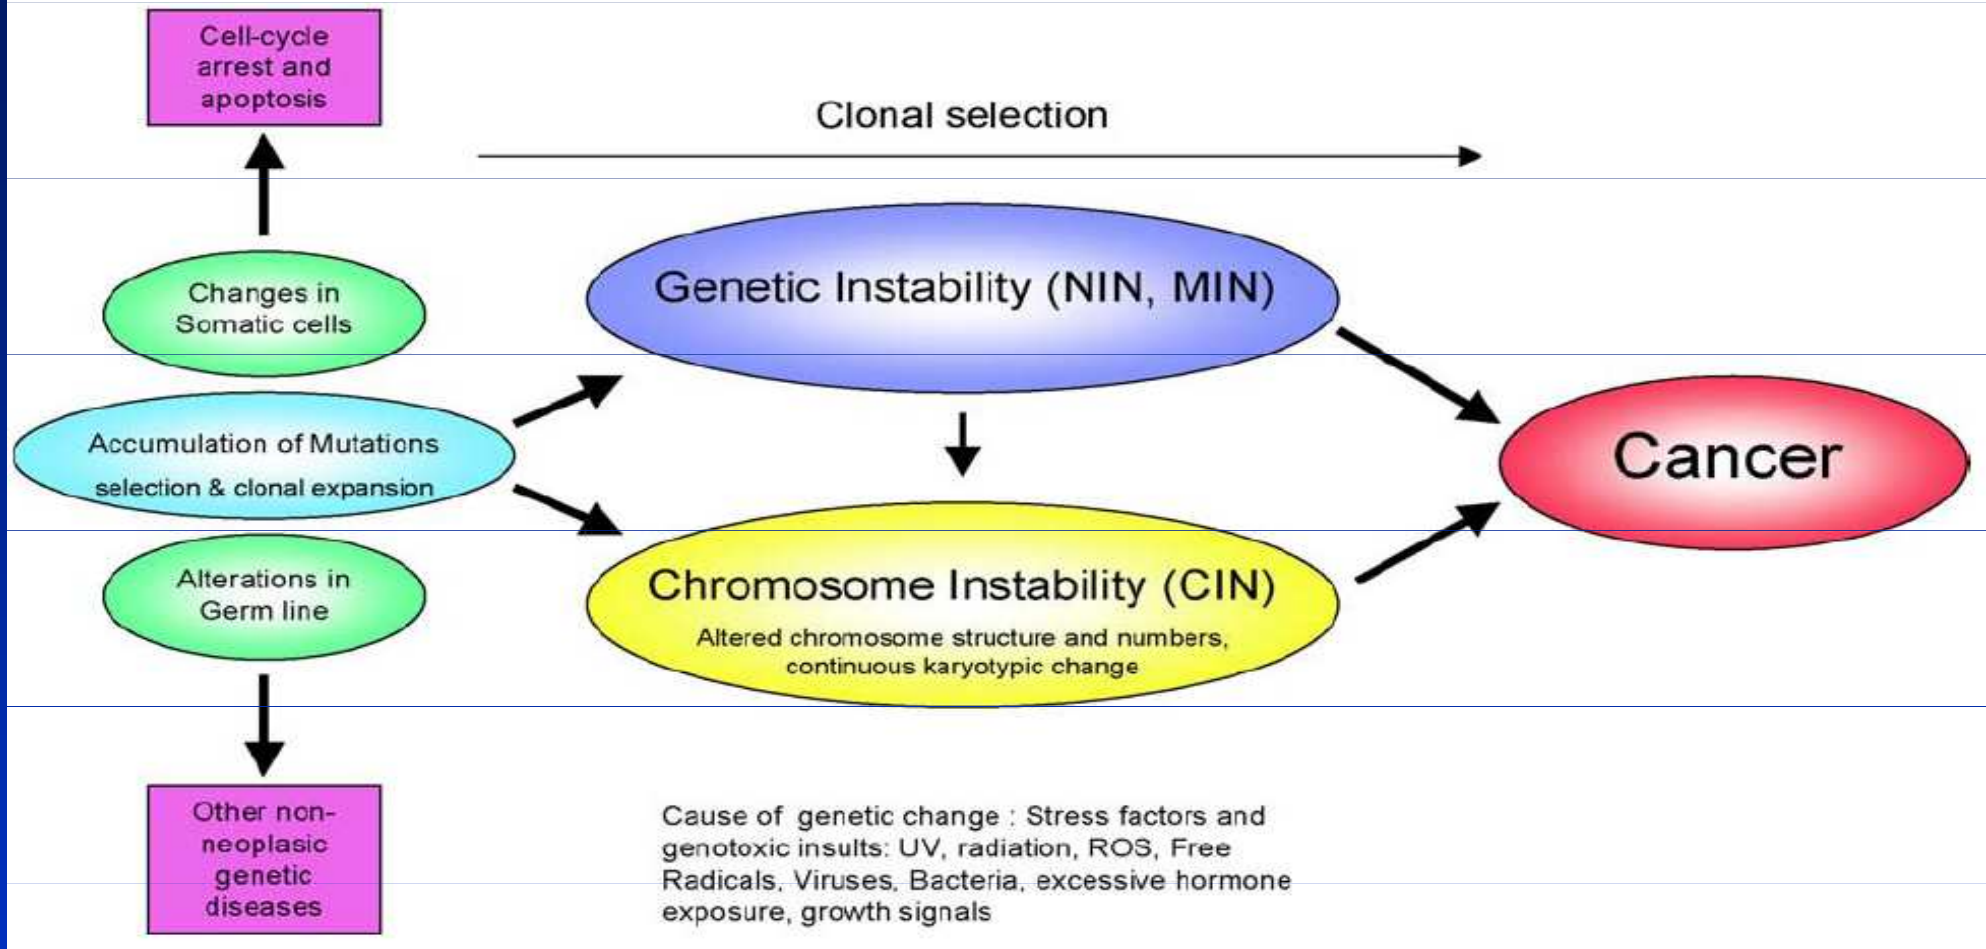 Cell-cycle
arrest and
apoptosis
Clonal selection
Changes in
Somatic cells
Genetic Instability (NIN, MIN)
Accumulation of Mutations
selection & clonal expansion
Cancer
Alterations in
Germ line
Chromosome Instability (CIN)
Altered chromosome structure and numbers,
continuous karyotypic change
Other non-
neoplasic
genetic
diseases
Cause of genetic change : Stress factors and
genotoxic insults: UV, radiation, ROS, Free
Radicals, Viruses, Bacteria, excessive hormone
exposure, growth signals